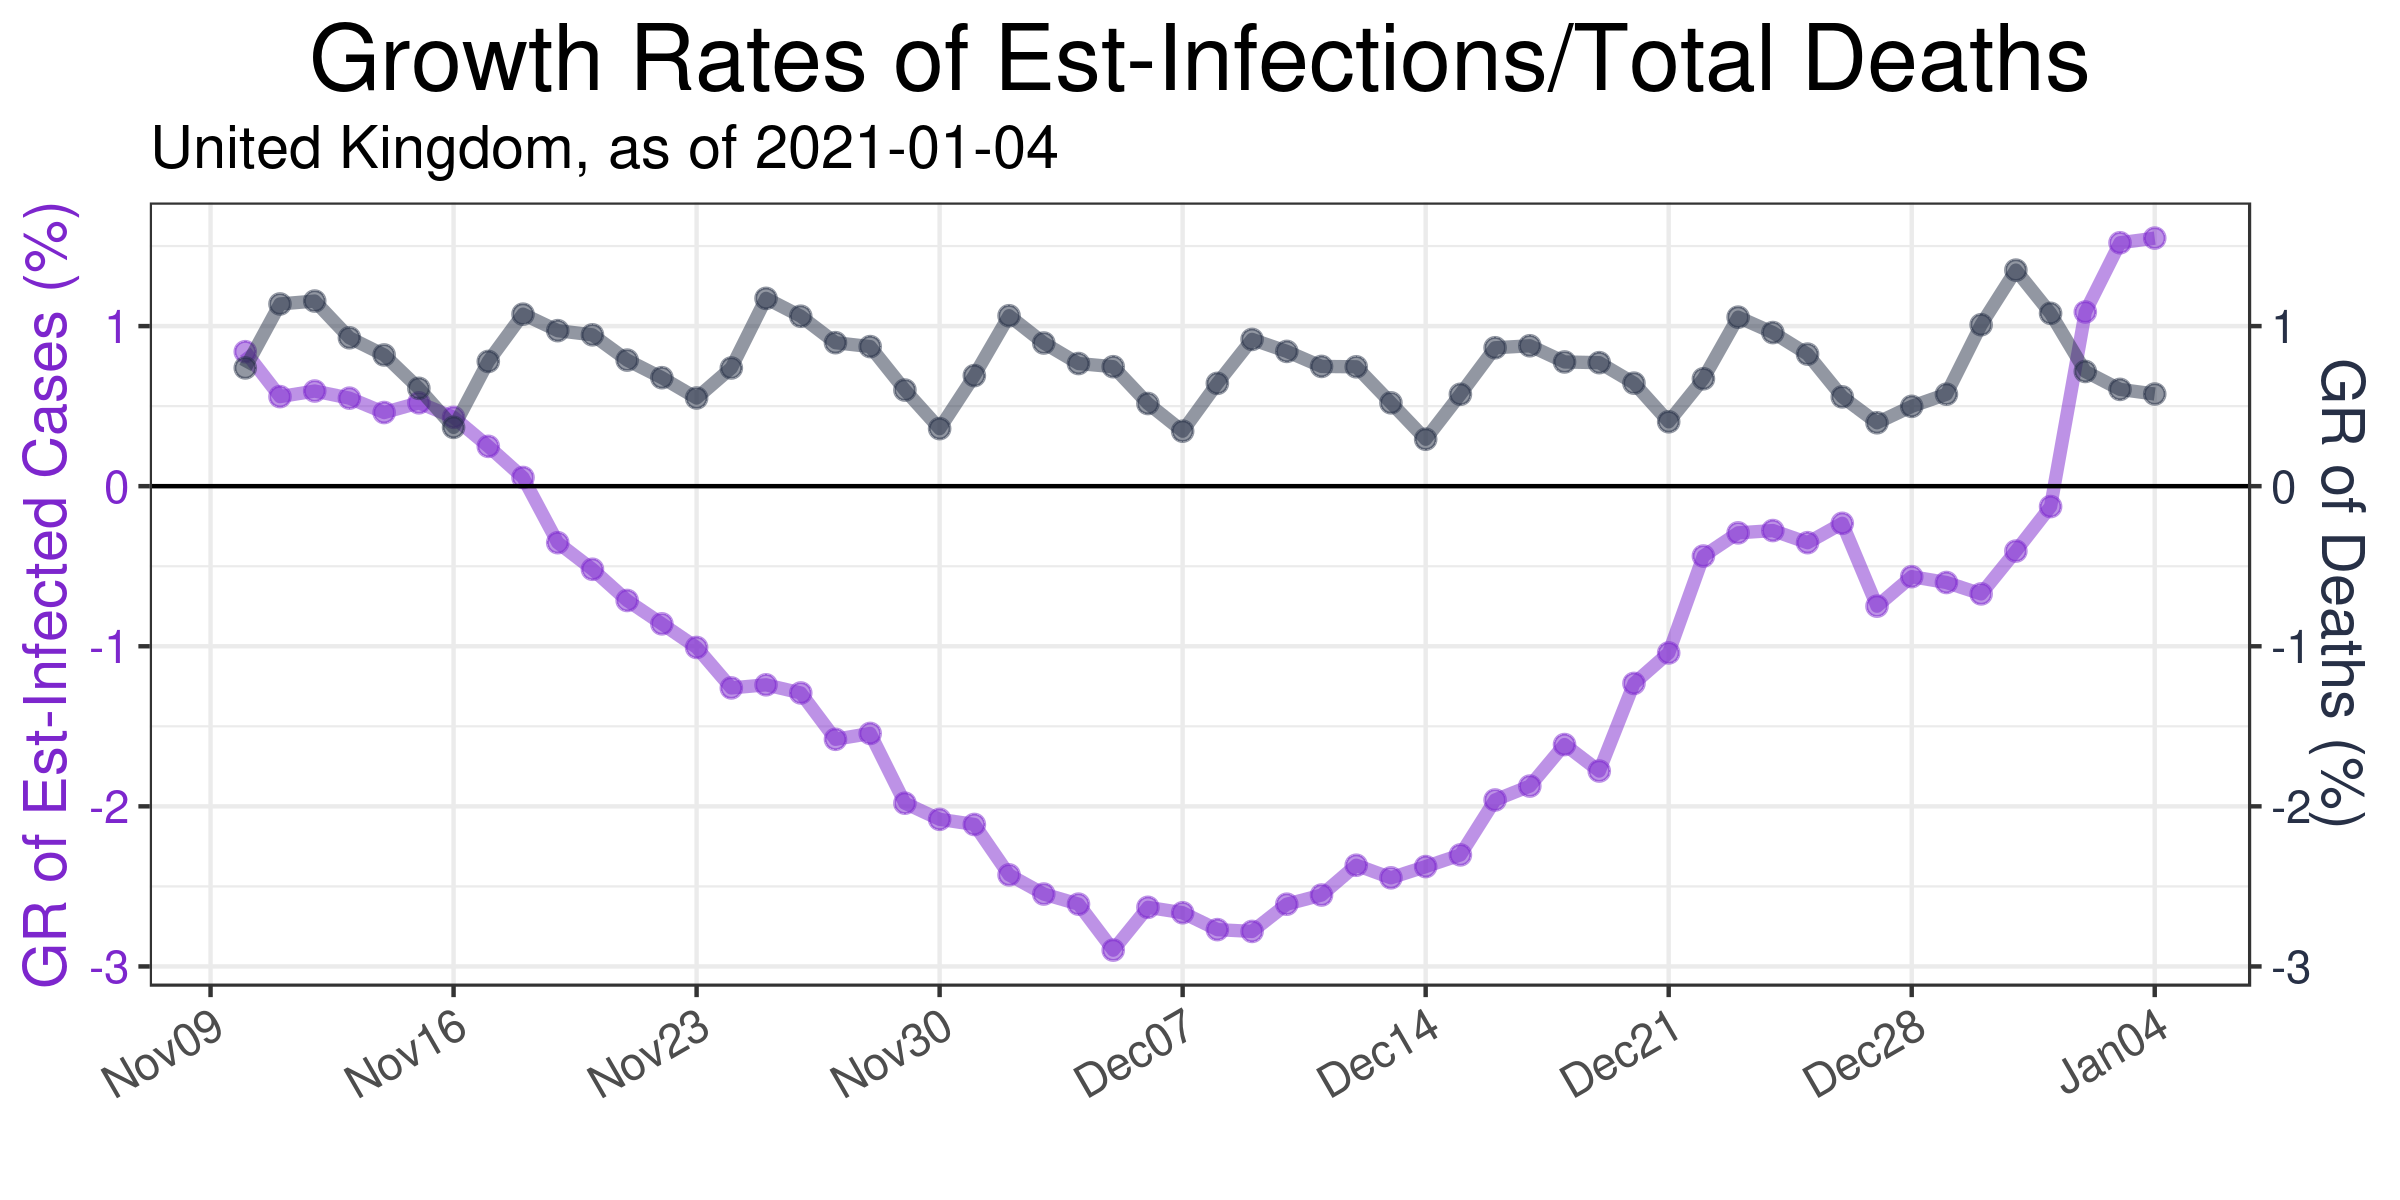 Growth Rates of Est-Infections/Total Deaths
United Kingdom, as of 2021-01-04
GR of Est-Infected Cases (%)
1
0
-1
-2
-3
1
0
-1
-2
-3
GR of Deaths (%)
Nov09
Nov16
Nov23
Nov30
Dec07
Dec14
Dec21
Dec28
Jan04